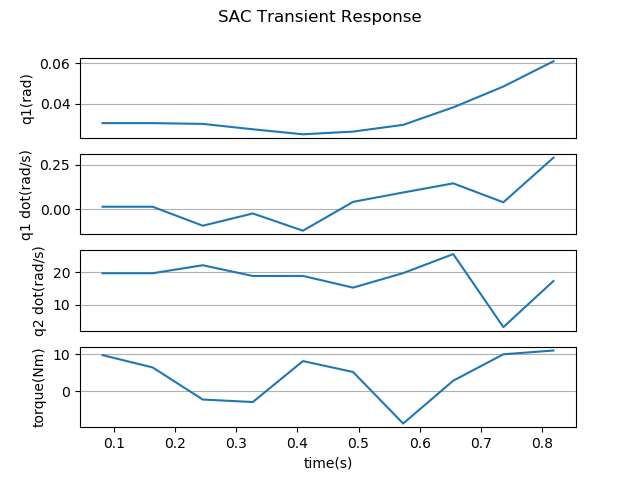 SAC Transient Response
q1(rad)
0.06
0.04
q1 dot(rad/s)
0.25
0.00
q2 dot(rad/s)
20
10
torque(Nm)
10
0
0.1 0.2 0.3 0.4 0.5 0.6 0.7 0.8
time(s)